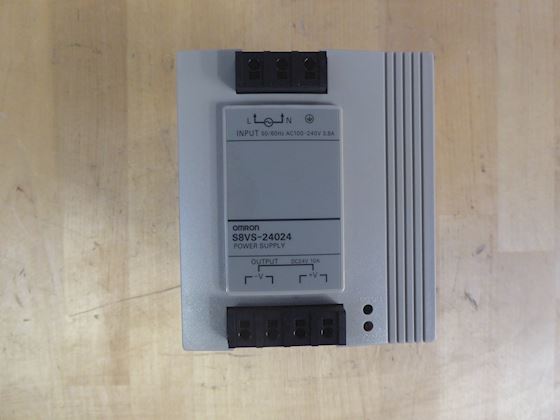 L N
INPUT 50/60Hz AC100-240V 3.8A
OMRON
S8VS-24024
POWER SUPPLY
OUTPUT DC24V 10A
-V +V